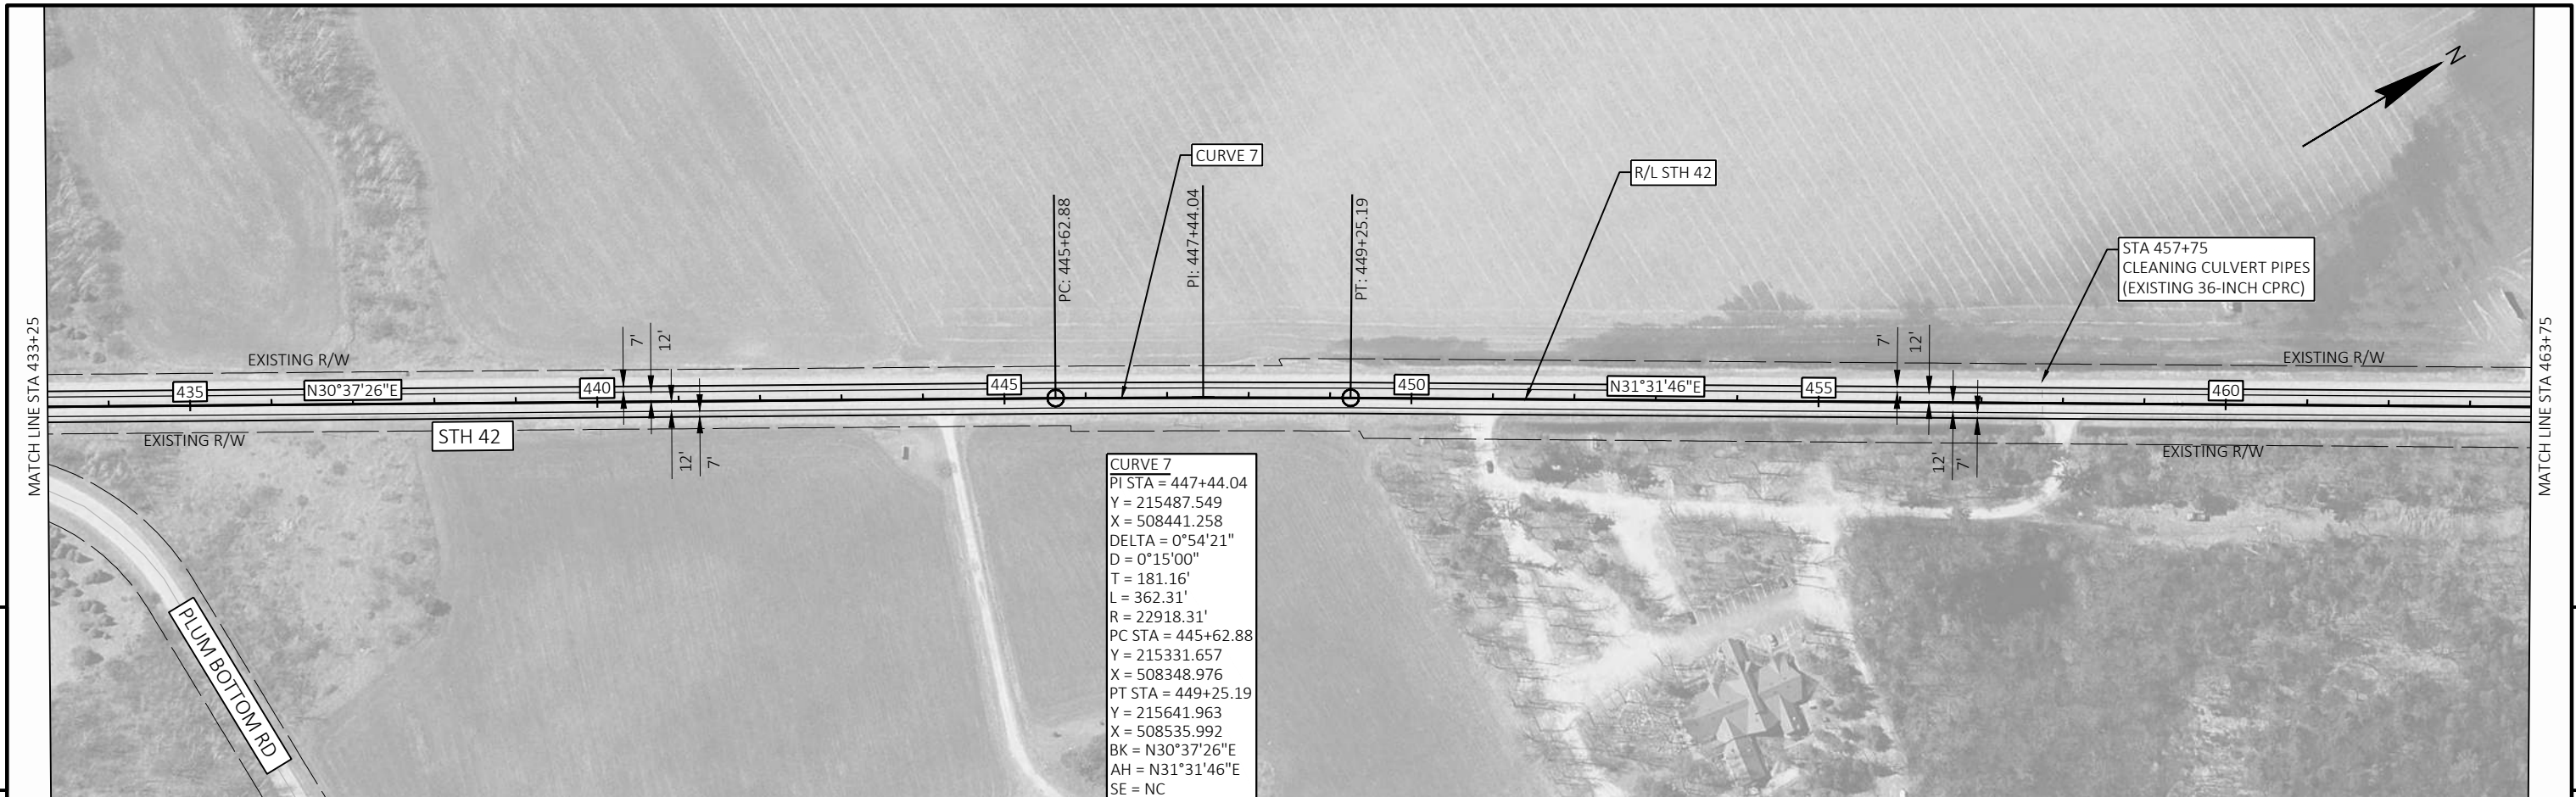 N
CURVE 7
R/L STH 42
PC: 445+62.88
PI: 447+44.04
PT: 449+25.19
STA 457+75
CLEANING CULVERT PIPES
(EXISTING 36-INCH CPRC)
MATCH LINE STA 433+25
MATCH LINE STA 463+75
7'
12'
7'
12'
EXISTING R/W
EXISTING R/W
435
N30°37'26"E
440
445
450
N31°31'46"E
455
460
EXISTING R/W
STH 42
EXISTING R/W
12'
7'
12'
7'
CURVE 7
PI STA = 447+44.04
Y = 215487.549
X = 508441.258
DELTA = 0°54'21"
D = 0°15'00"
T = 181.16'
L = 362.31'
R = 22918.31'
PC STA = 445+62.88
Y = 215331.657
X = 508348.976
PT STA = 449+25.19
Y = 215641.963
X = 508535.992
BK = N30°37'26"E
AH = N31°31'46"E
SE = NC
PLUM BOTTOM RD